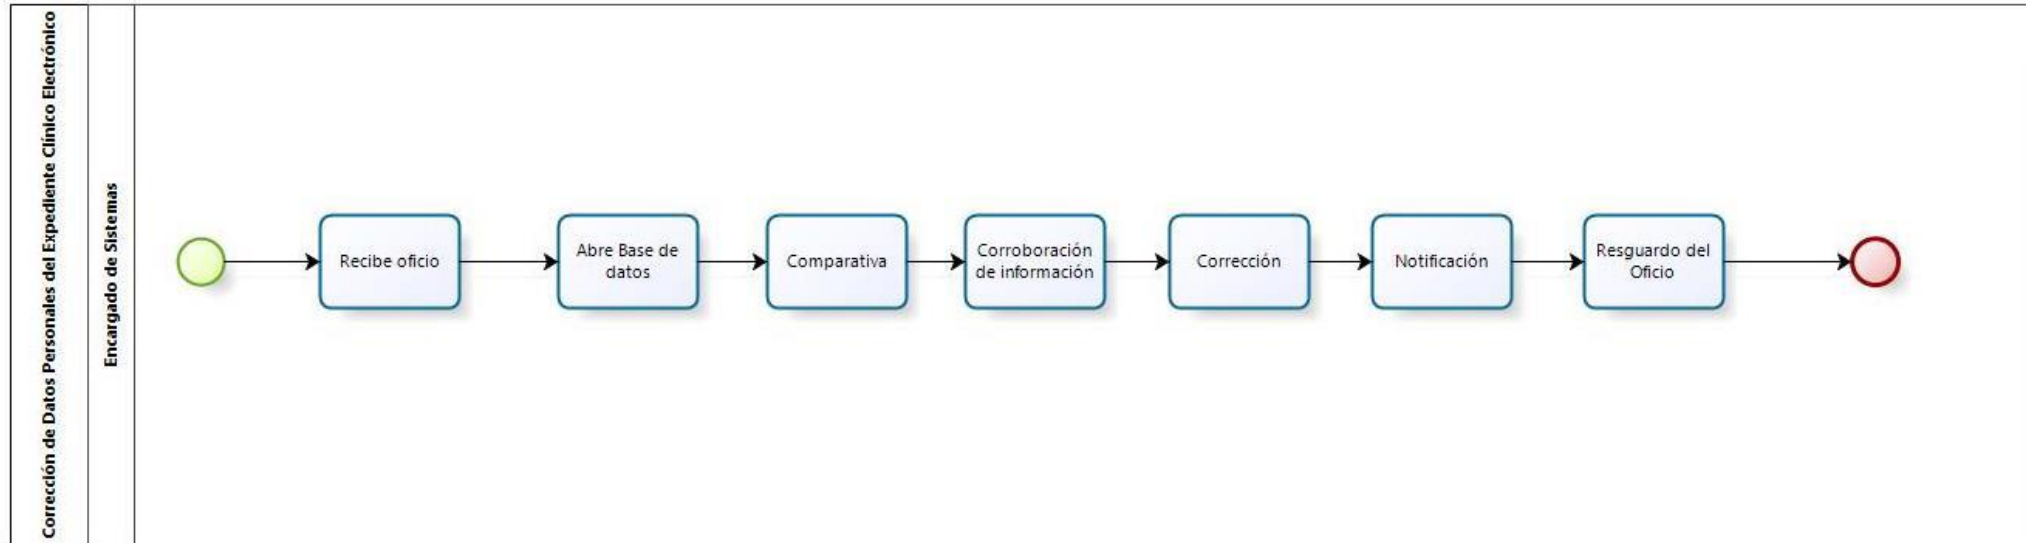 Corrección de Datos Personales del Expediente Clínico Electrónico
Encargado de Sistemas
Recibe oficio
Abre Base de
datos
Comparativa
Corroboración
de información
Corrección
Notificación
Resguardo del
Oficio